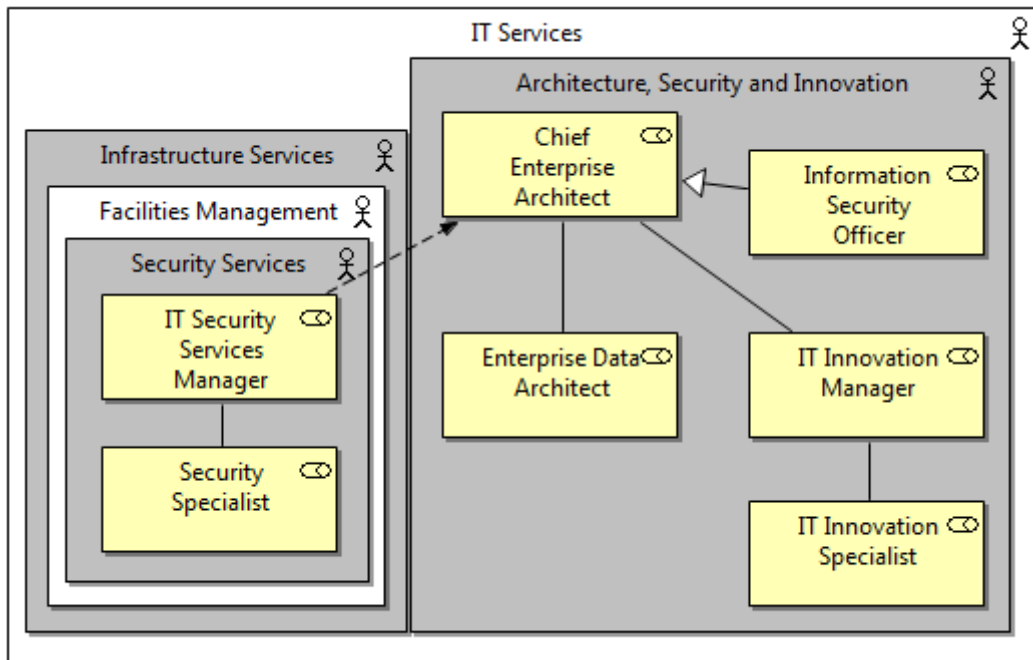 IT Services
Architecture, Security and Innovation
Chief
Enterprise
Architect
Information
Security
Officer
Infrastructure Services
Facilities Management
Security Services
IT Security
Services
Manager
Enterprise Data
Architect
IT Innovation
Manager
Security
Specialist
IT Innovation
Specialist